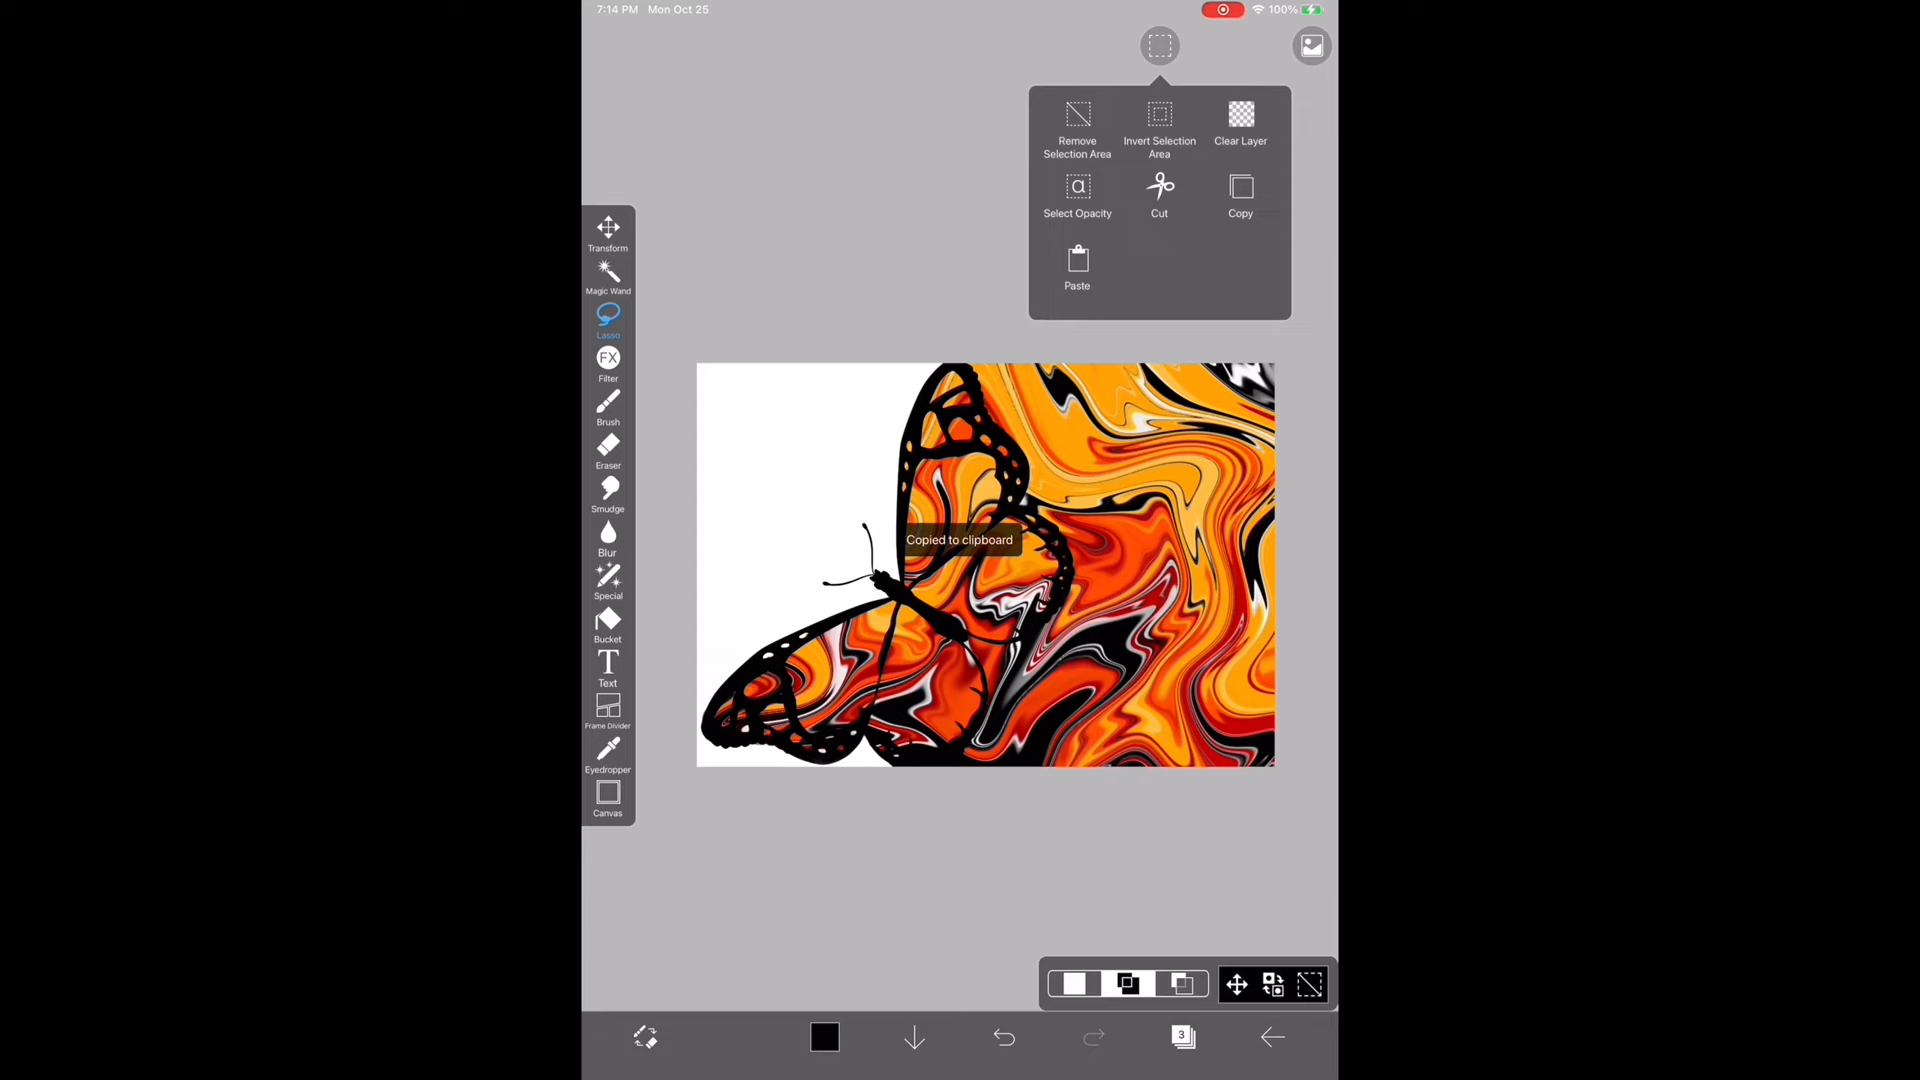 7:14 PM Mon Oct 25
100%
Remove
Selection Area
Invert Selection
Area
Clear Layer
α
Select Opacity
Cut
Copy
Paste
Transform
Magic Wand
Lasso
FX
Filter
Brush
Eraser
Smudge
Blur
Special
Bucket
T
Text
Frame Divider
Eyedropper
Canvas
Copied to clipboard
3